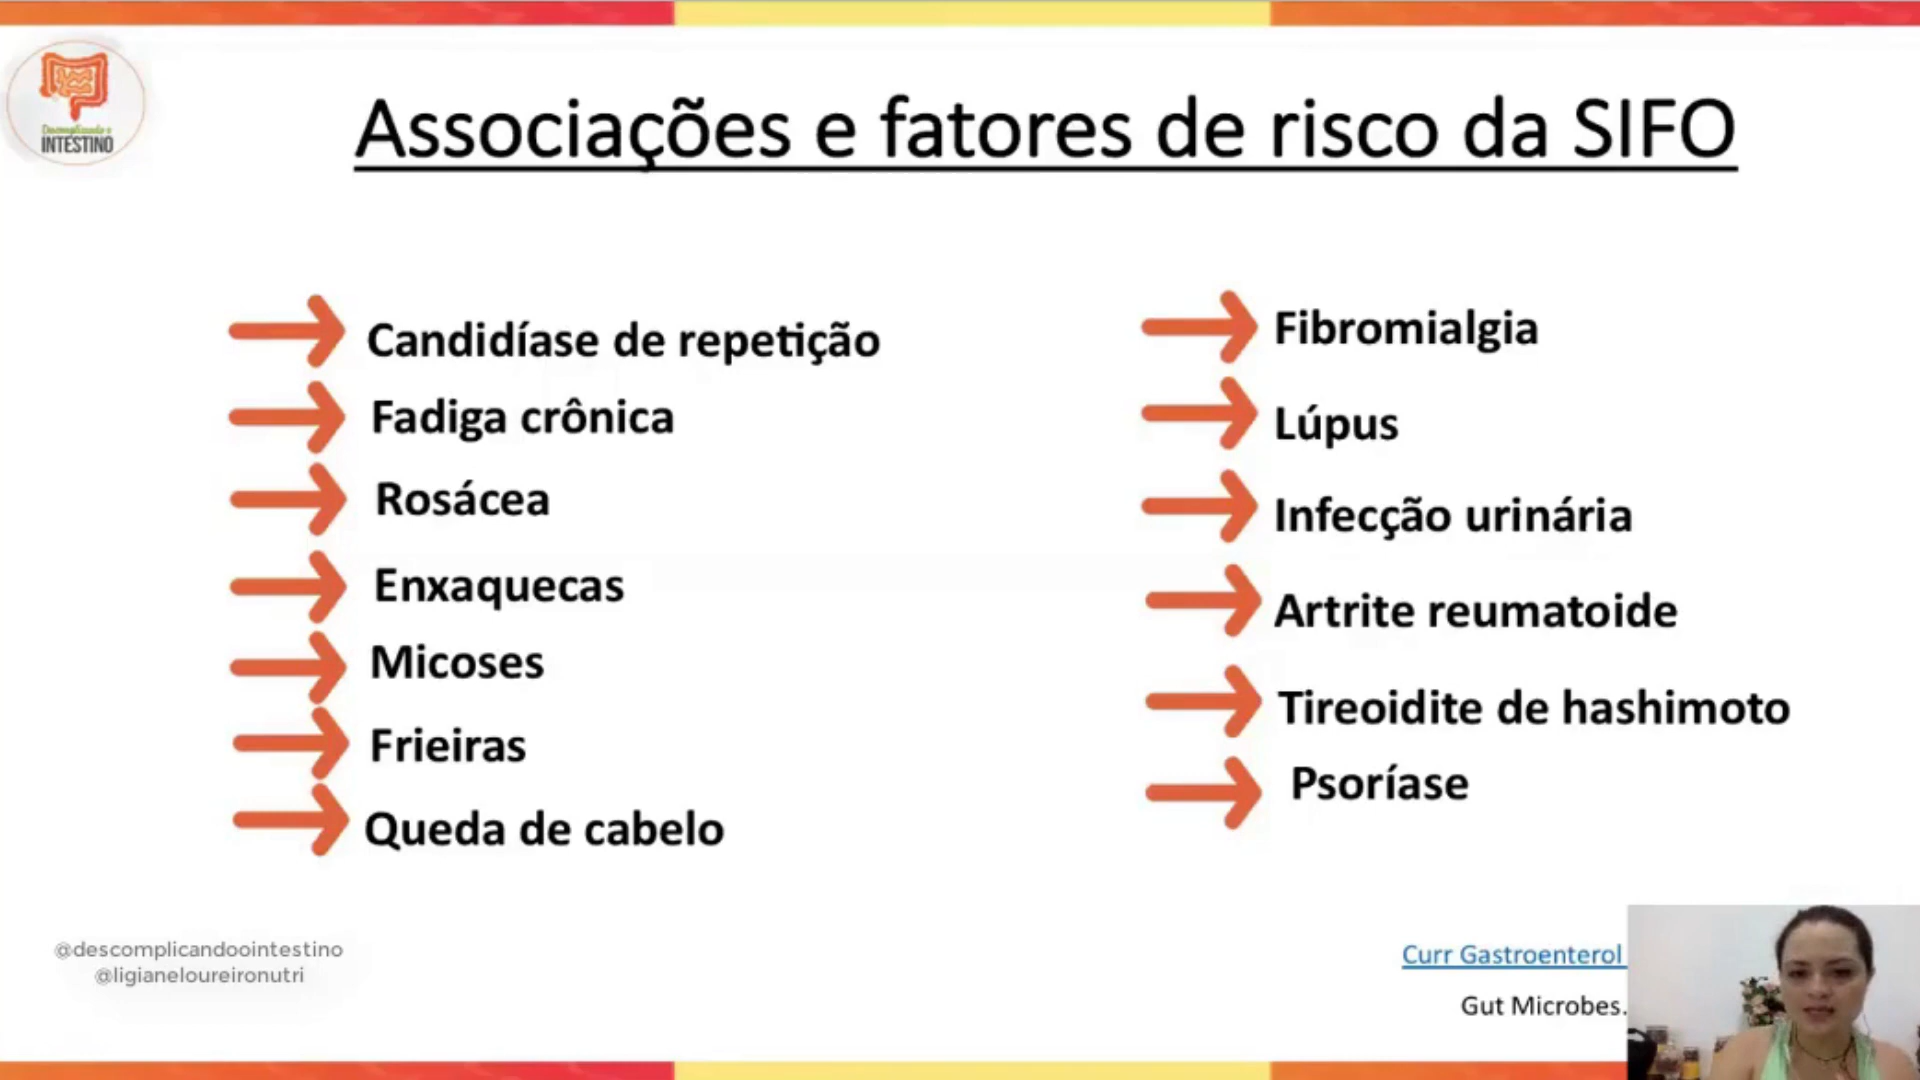 Descomplicando o
INTESTINO
Associações e fatores de risco da SIFO
Candidíase de repetição
Fadiga crônica
Rosácea
Enxaquecas
Micoses
Frieiras
Queda de cabelo
Fibromialgia
Lúpus
Infecção urinária
Artrite reumatoide
Tireoidite de hashimoto
Psoríase
@descomplicandoointestino
@ligianeloureironutri
Curr Gastroenterol
Gut Microbes.